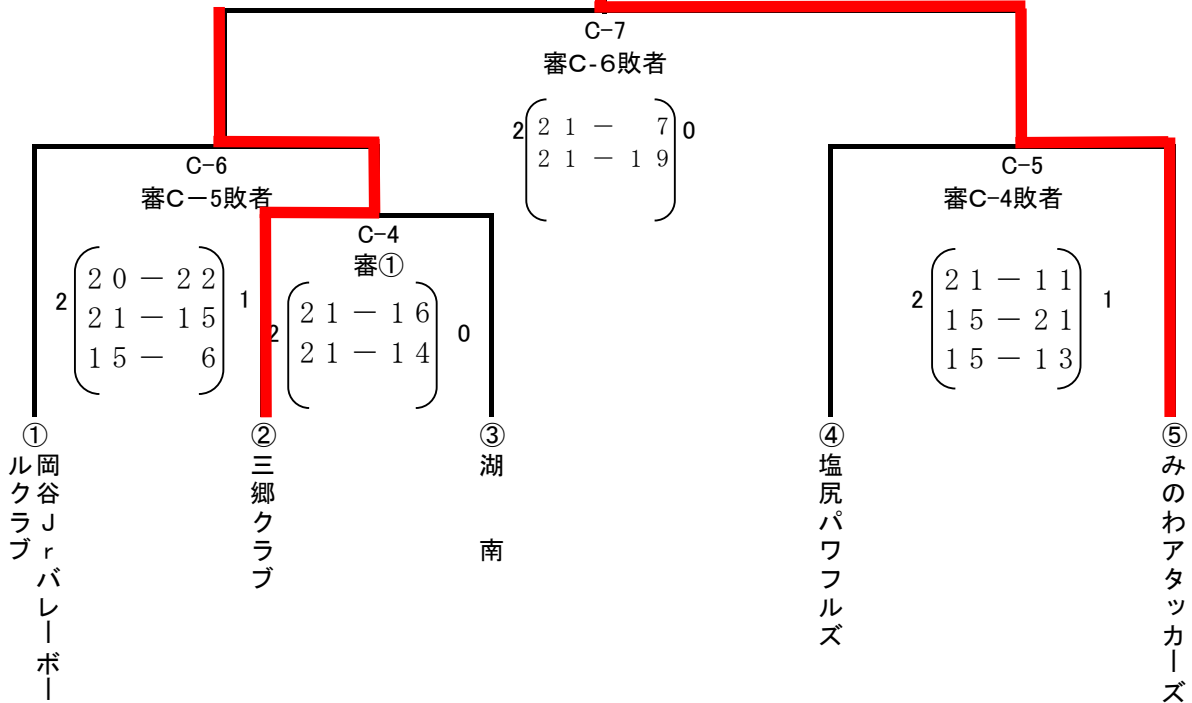 C-7
審C-６敗者
2 21－　7 0
21－19
C-6
審C－5敗者
2 20－22 1
21－15
15－　6
C-4
審①
2 21－16 0
21－14
C-5
審C-4敗者
2 21－11 1
15－21
15－13
①
岡谷Ｊｒバレーボー
ルクラブ
②
三郷クラブ
③
湖　南
④
塩尻パワフルズ
⑤
みのわアタッカーズ